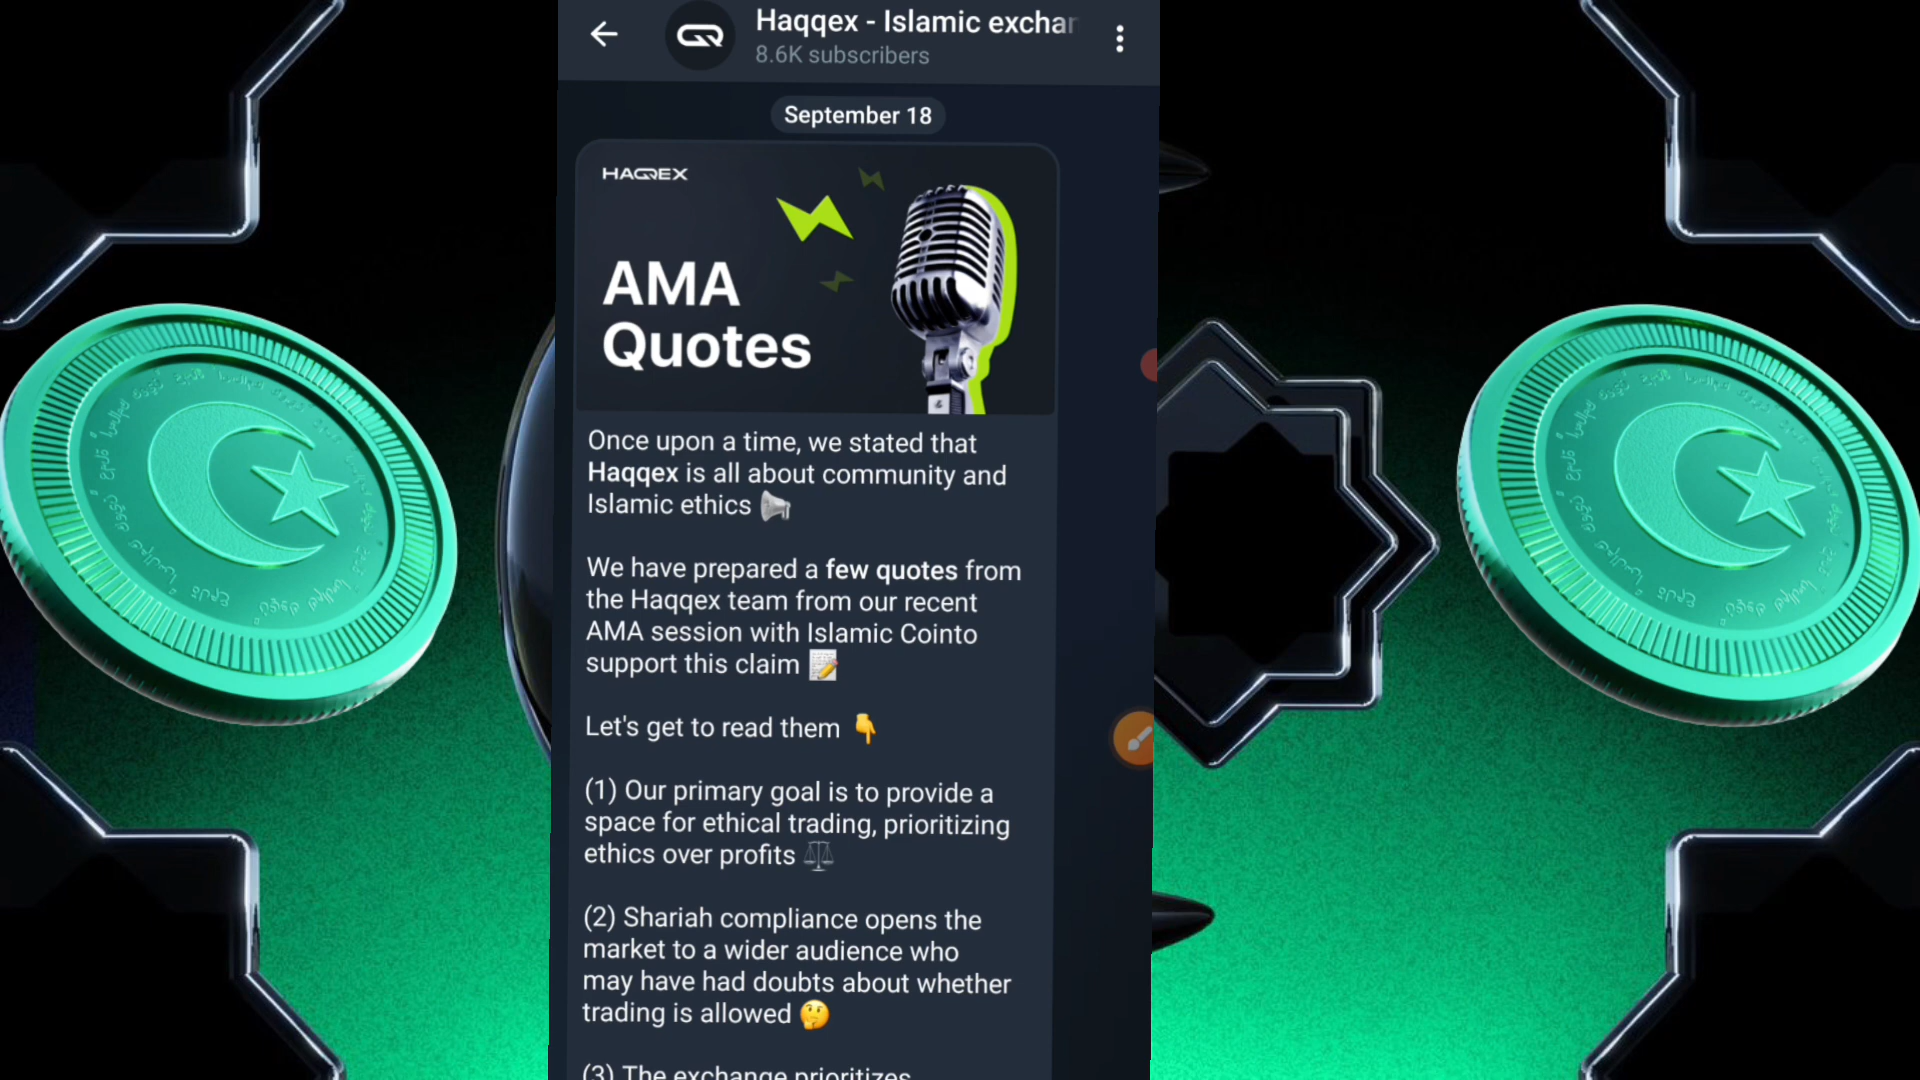 Haqqex - Islamic exchar
8.6K subscribers
September 18
HAQQEX
AMA
Quotes
Once upon a time, we stated that
Haqqex is all about community and
Islamic ethics 📢
We have prepared a few quotes from
the Haqqex team from our recent
AMA session with Islamic Cointo
support this claim 📝
Let's get to read them 👇
(1) Our primary goal is to provide a
space for ethical trading, prioritizing
ethics over profits ⚖️
(2) Shariah compliance opens the
market to a wider audience who
may have had doubts about whether
trading is allowed 🤔
(3) The exchange prioritizes